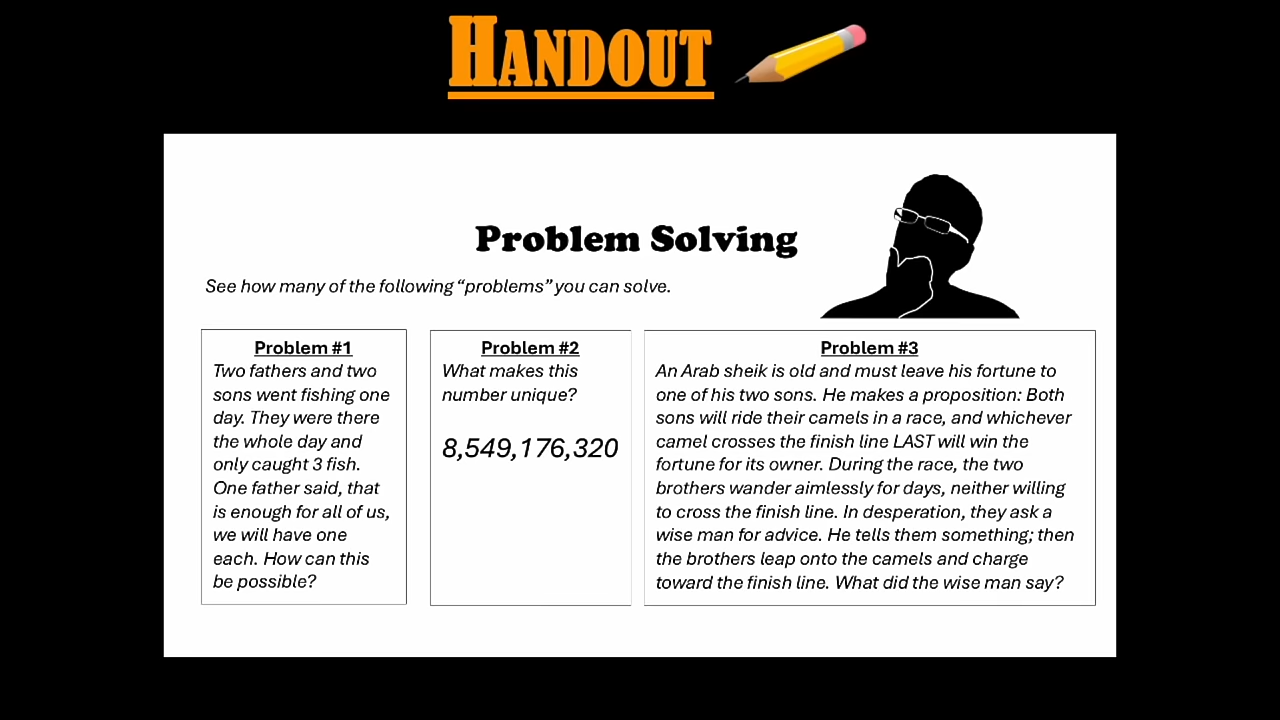 HANDOUT
Problem Solving
See how many of the following “problems” you can solve.
Problem #1
Two fathers and two
sons went fishing one
day. They were there
the whole day and
only caught 3 fish.
One father said, that
is enough for all of us,
we will have one
each. How can this
be possible?
Problem #2
What makes this
number unique?
8,549,176,320
Problem #3
An Arab sheik is old and must leave his fortune to
one of his two sons. He makes a proposition: Both
sons will ride their camels in a race, and whichever
camel crosses the finish line LAST will win the
fortune for its owner. During the race, the two
brothers wander aimlessly for days, neither willing
to cross the finish line. In desperation, they ask a
wise man for advice. He tells them something; then
the brothers leap onto the camels and charge
toward the finish line. What did the wise man say?